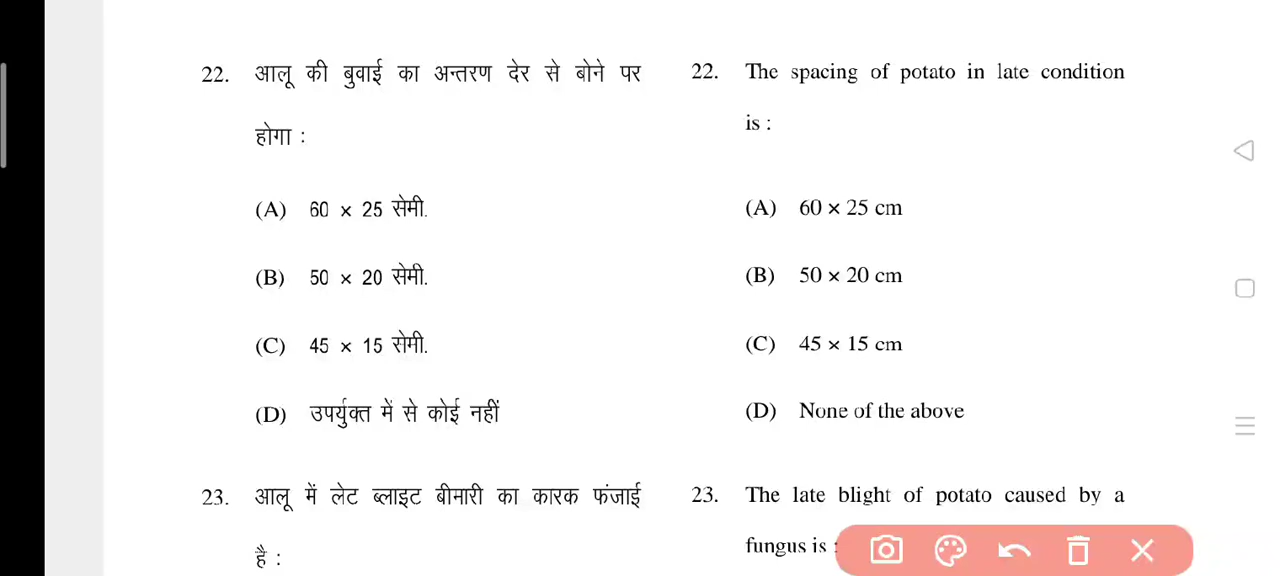 22. आलू की बुवाई का अन्तरण देर से बोने पर
होगा :
(A) 60 × 25 सेमी.
(B) 50 × 20 सेमी.
(C) 45 × 15 सेमी.
(D) उपर्युक्त में से कोई नहीं
23. आलू में लेट ब्लाइट बीमारी का कारक फंजाई
है :
22. The spacing of potato in late condition
is :
(A) 60 × 25 cm
(B) 50 × 20 cm
(C) 45 × 15 cm
(D) None of the above
23. The late blight of potato caused by a
fungus is :